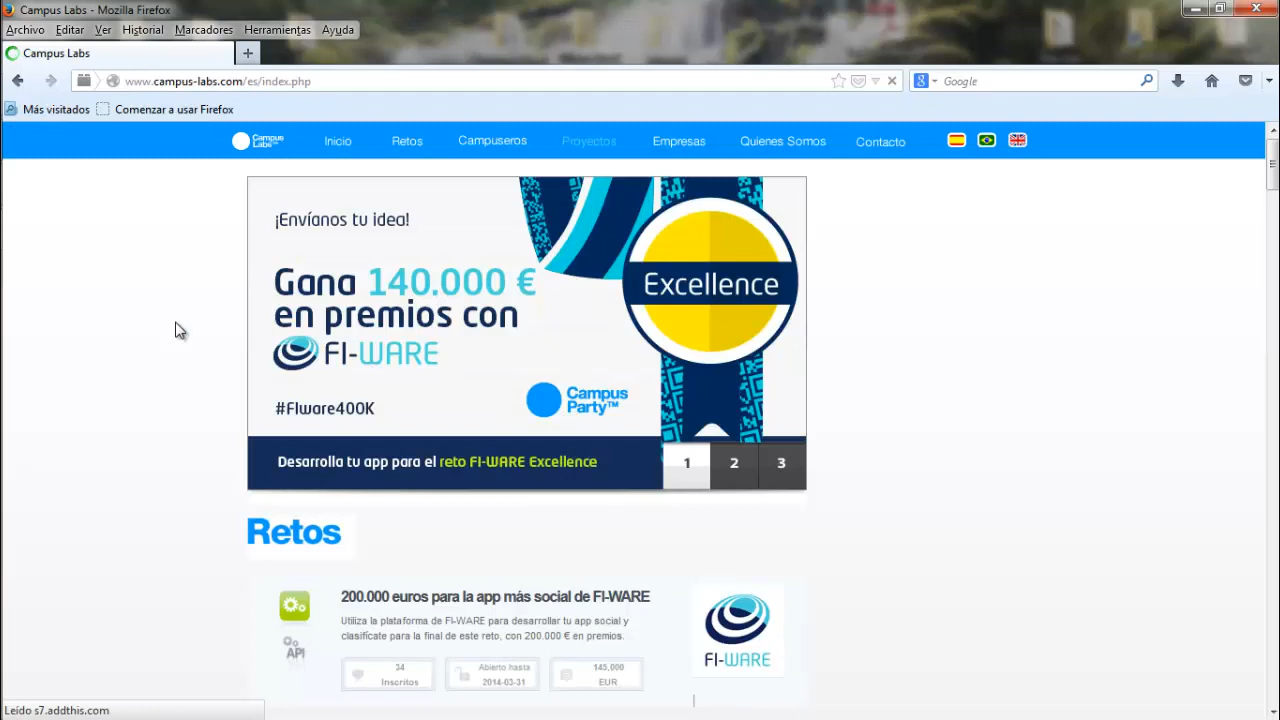 Campus Labs - Mozilla Firefox
Archivo Editar Ver Historial Marcadores Herramientas Ayuda
Campus Labs
www.campus-labs.com/es/index.php
Google
Más visitados Comenzar a usar Firefox
Campus Labs™
Inicio Retos Campuseros Proyectos Empresas Quienes Somos Contacto
¡Envíanos tu idea!
Gana 140.000 €
en premios con
FI-WARE
#FIware400K
Excellence
Campus
Party™
Desarrolla tu app para el reto FI-WARE Excellence
1 2 3
Retos
200.000 euros para la app más social de FI-WARE
Utiliza la plataforma de FI-WARE para desarrollar tu app social y
clasifícate para la final de este reto, con 200.000 € en premios.
API
34
Inscritos
Abierto hasta
2014-03-31
145,000
EUR
FI-WARE
Leído s7.addthis.com